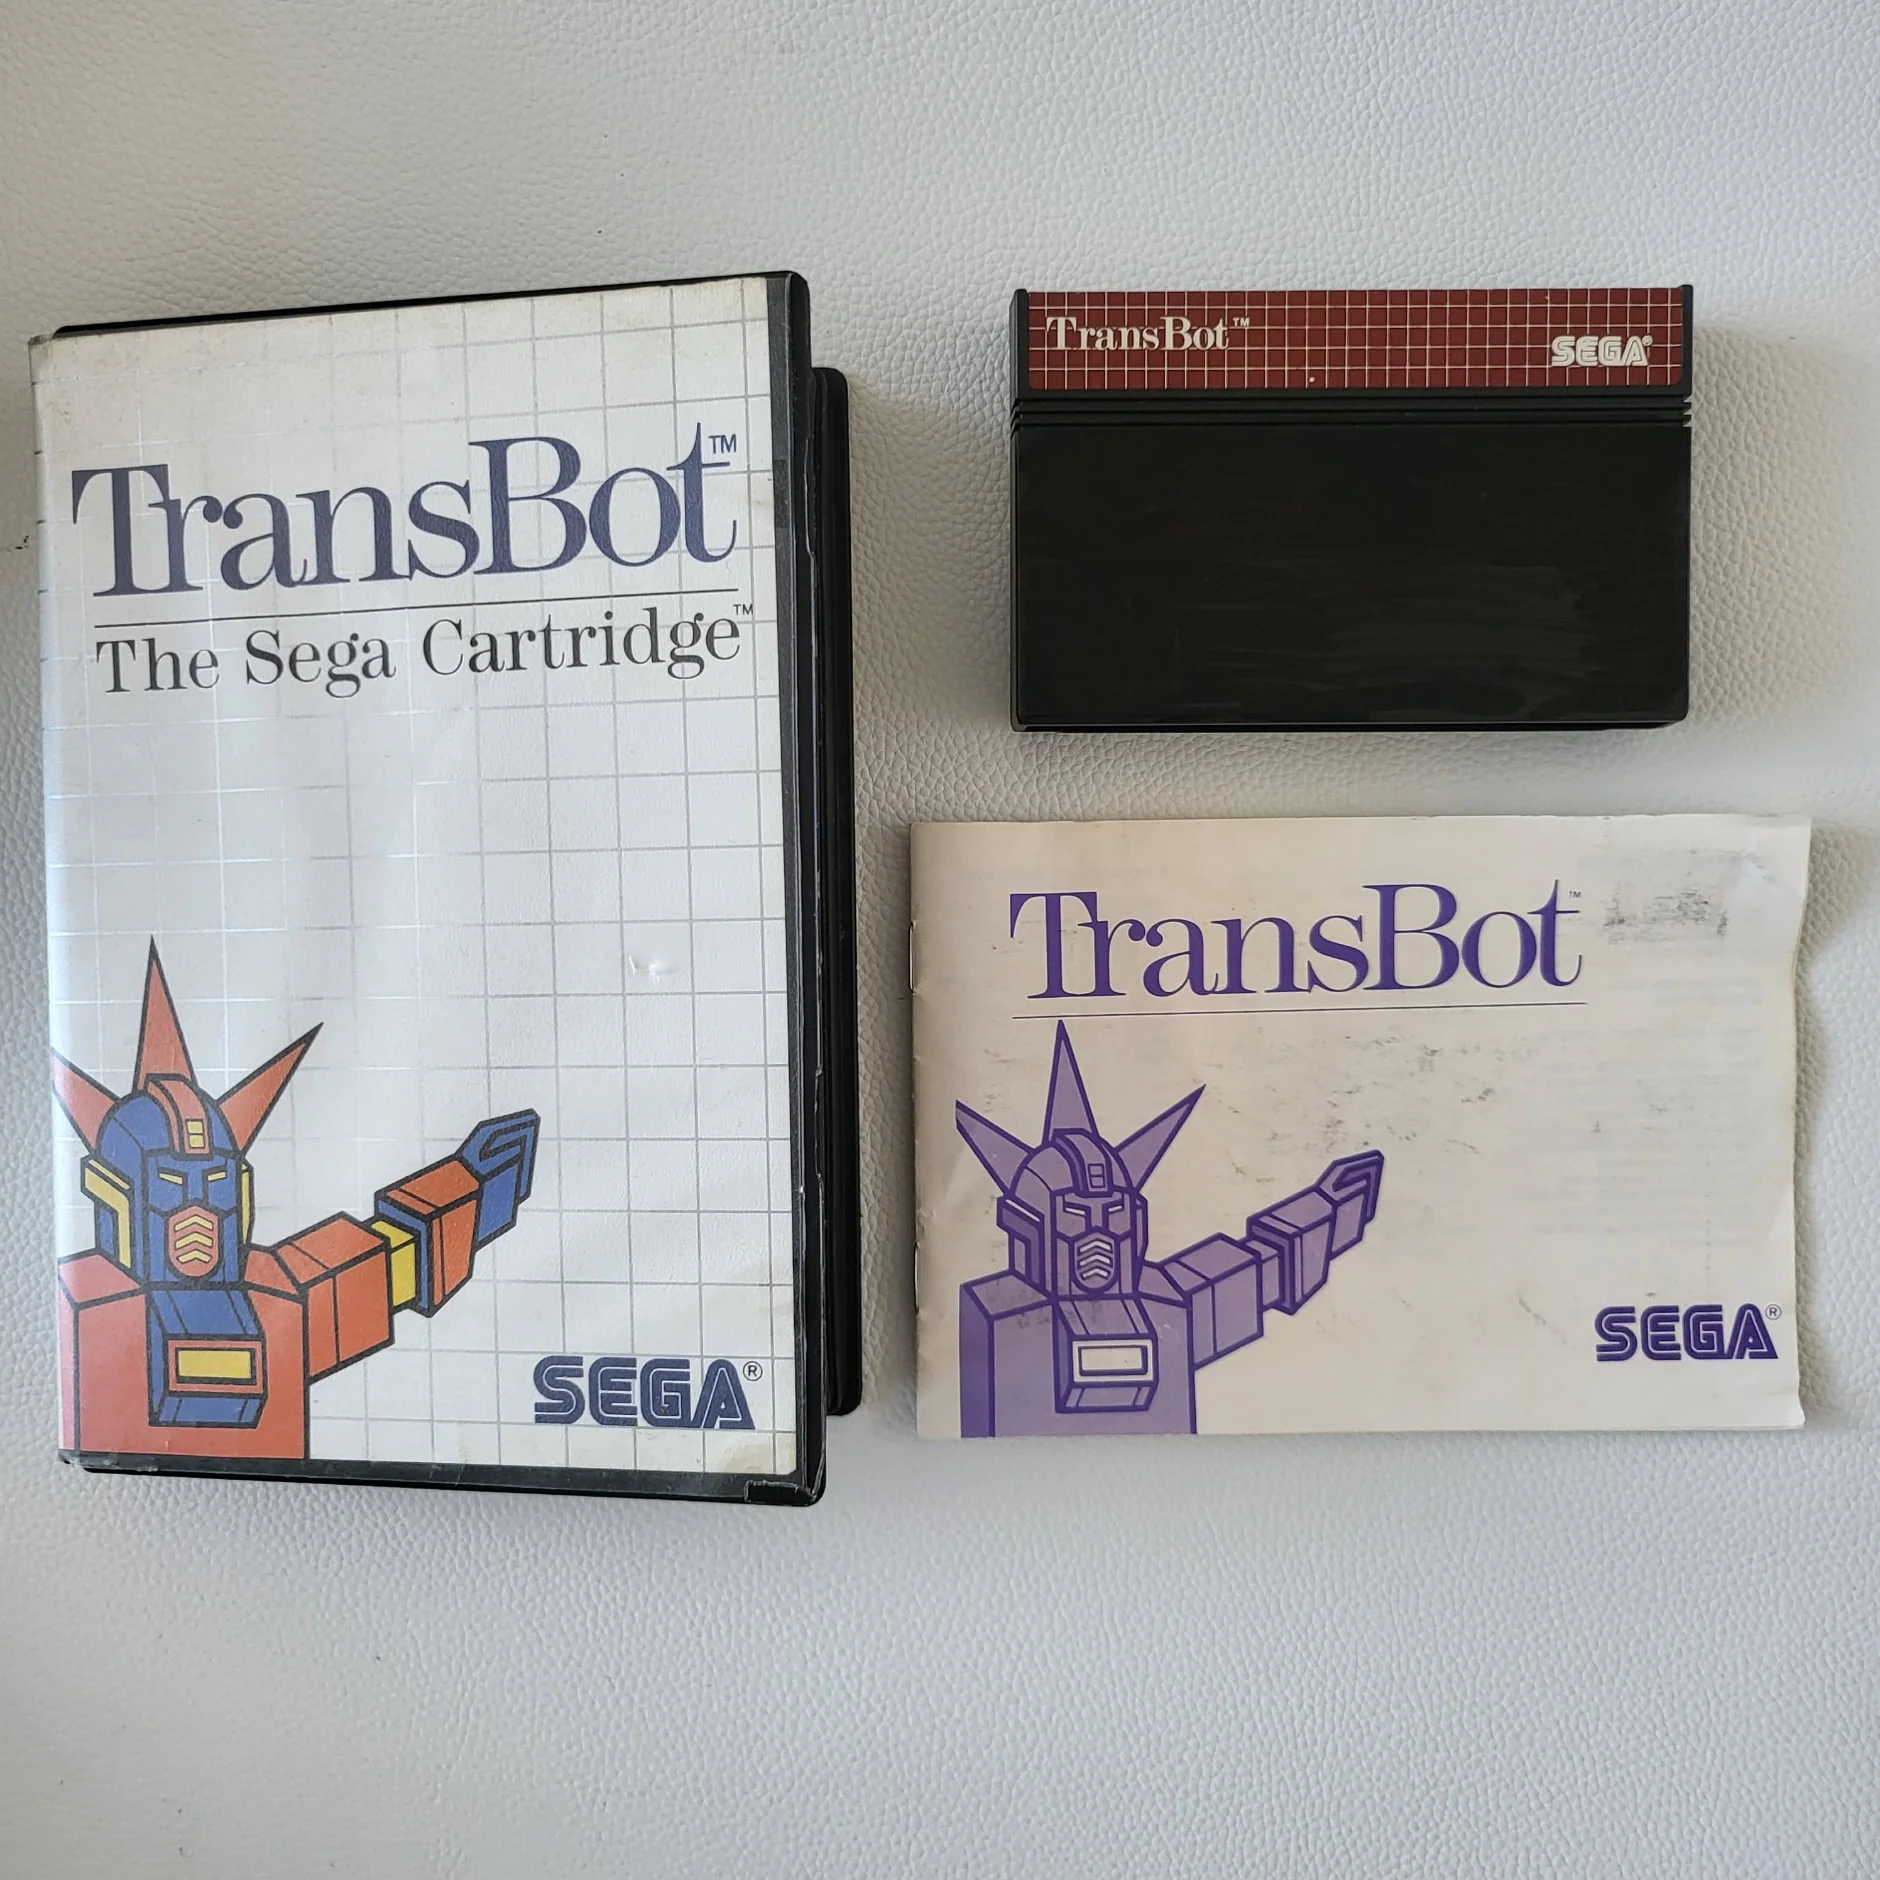 TransBot™
The Sega Cartridge™
SEGA®
TransBot™
SEGA®
TransBot™
SEGA®